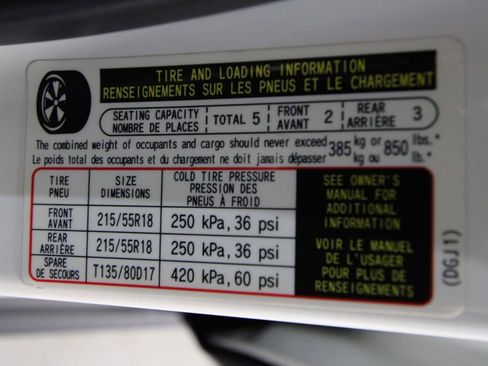 TIRE AND LOADING INFORMATION
RENSEIGNEMENTS SUR LES PNEUS ET LE CHARGEMENT
SEATING CAPACITY
NOMBRE DE PLACES
TOTAL 5
FRONT
AVANT
2
REAR
ARRIÈRE
3
The combined weight of occupants and cargo should never exceed 385 kg or 850 lbs.*
Le poids total des occupants et du chargement ne doit jamais dépasser kg ou lb.*
TIRE
PNEU
SIZE
DIMENSIONS
COLD TIRE PRESSURE
PRESSION DES
PNEUS À FROID
FRONT
AVANT
215/55R18
250 kPa, 36 psi
REAR
ARRIÈRE
215/55R18
250 kPa, 36 psi
SPARE
DE SECOURS
T135/80D17
420 kPa, 60 psi
SEE OWNER'S
MANUAL FOR
ADDITIONAL
INFORMATION
VOIR LE MANUEL
DE L'USAGER
POUR PLUS DE
RENSEIGNEMENTS
(DGJ1)